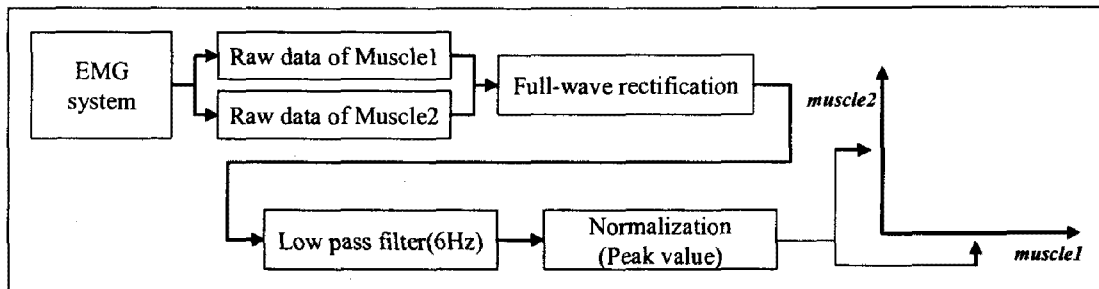 EMG
system
Raw data of Muscle1
Raw data of Muscle2
Full-wave rectification
Low pass filter(6Hz)
Normalization
(Peak value)
muscle2
muscle1